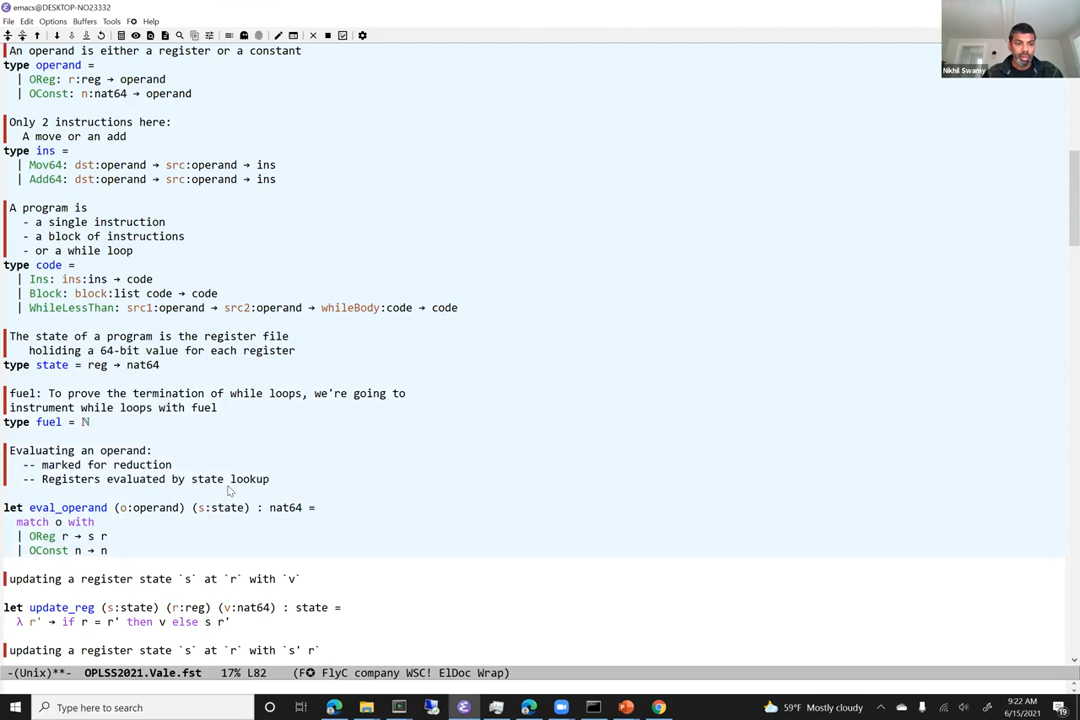 emacs@DESKTOP-NO23332
File Edit Options Buffers Tools F✪ Help
An operand is either a register or a constant
type operand =
| OReg: r:reg → operand
| OConst: n:nat64 → operand
Only 2 instructions here:
A move or an add
type ins =
| Mov64: dst:operand → src:operand → ins
| Add64: dst:operand → src:operand → ins
A program is
- a single instruction
- a block of instructions
- or a while loop
type code =
| Ins: ins:ins → code
| Block: block:list code → code
| WhileLessThan: src1:operand → src2:operand → whileBody:code → code
The state of a program is the register file
holiding a 64-bit value for each register
type state = reg → nat64
fuel: To prove the termination of while loops, we're going to
instrument while loops with fuel
type fuel = ℕ
Evaluating an operand:
-- marked for reduction
-- Registers evaluated by state lookup
let eval_operand (o:operand) (s:state) : nat64 =
match o with
| OReg r → s r
| OConst n → n
updating a register state `s` at `r` with `v`
let update_reg (s:state) (r:reg) (v:nat64) : state =
λ r' → if r = r' then v else s r'
updating a register state `s` at `r` with `s' r`
-(Unix)**- OPLSS2021.Vale.fst 17% L82 (F✪ FlyC company WSC! ElDoc Wrap)
Nikhil Swamy
Type here to search
59°F Mostly cloudy
9:22 AM
6/15/2021
19